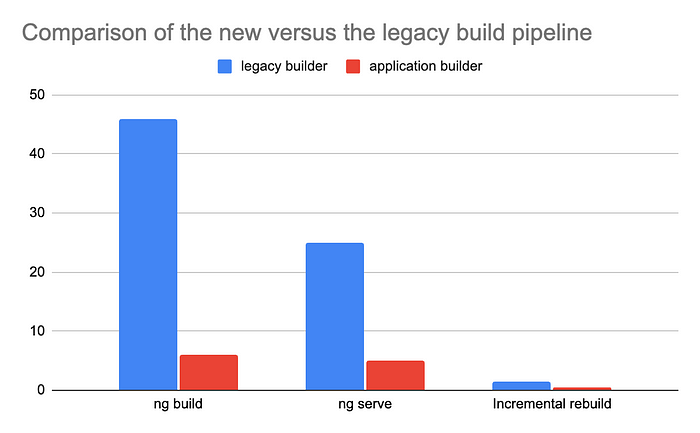 Comparison of the new versus the legacy build pipeline
legacy builder application builder
50
40
30
20
10
0
ng build ng serve Incremental rebuild